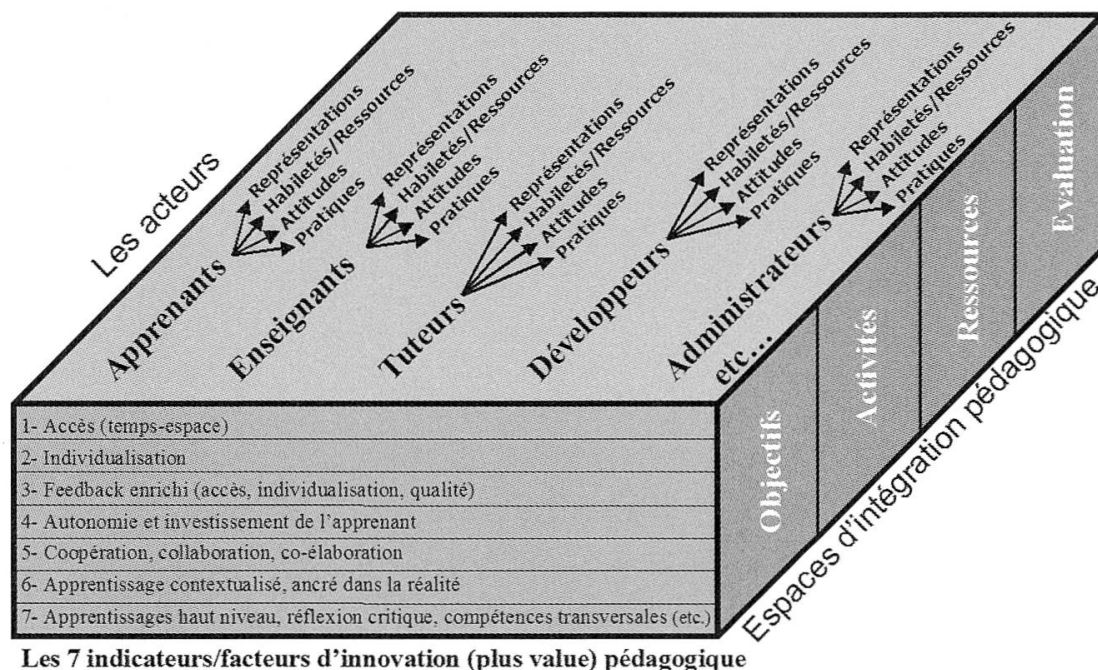 Les acteurs
Apprenants
Représentations
Habiletés/Ressources
Attitudes
Pratiques
Enseignants
Représentations
Habiletés/Ressources
Attitudes
Pratiques
Tuteurs
Représentations
Habiletés/Ressources
Attitudes
Pratiques
Développeurs
Représentations
Habiletés/Ressources
Attitudes
Pratiques
Administrateurs
Représentations
Habiletés/Ressources
Attitudes
Pratiques
etc...
Objectifs
Activités
Ressources
Evaluation
Espaces d'intégration pédagogique
1- Accès (temps-espace)
2- Individualisation
3- Feedback enrichi (accès, individualisation, qualité)
4- Autonomie et investissement de l'apprenant
5- Coopération, collaboration, co-élaboration
6- Apprentissage contextualisé, ancré dans la réalité
7- Apprentissages haut niveau, réflexion critique, compétences transversales (etc.)
Les 7 indicateurs/facteurs d'innovation (plus value) pédagogique